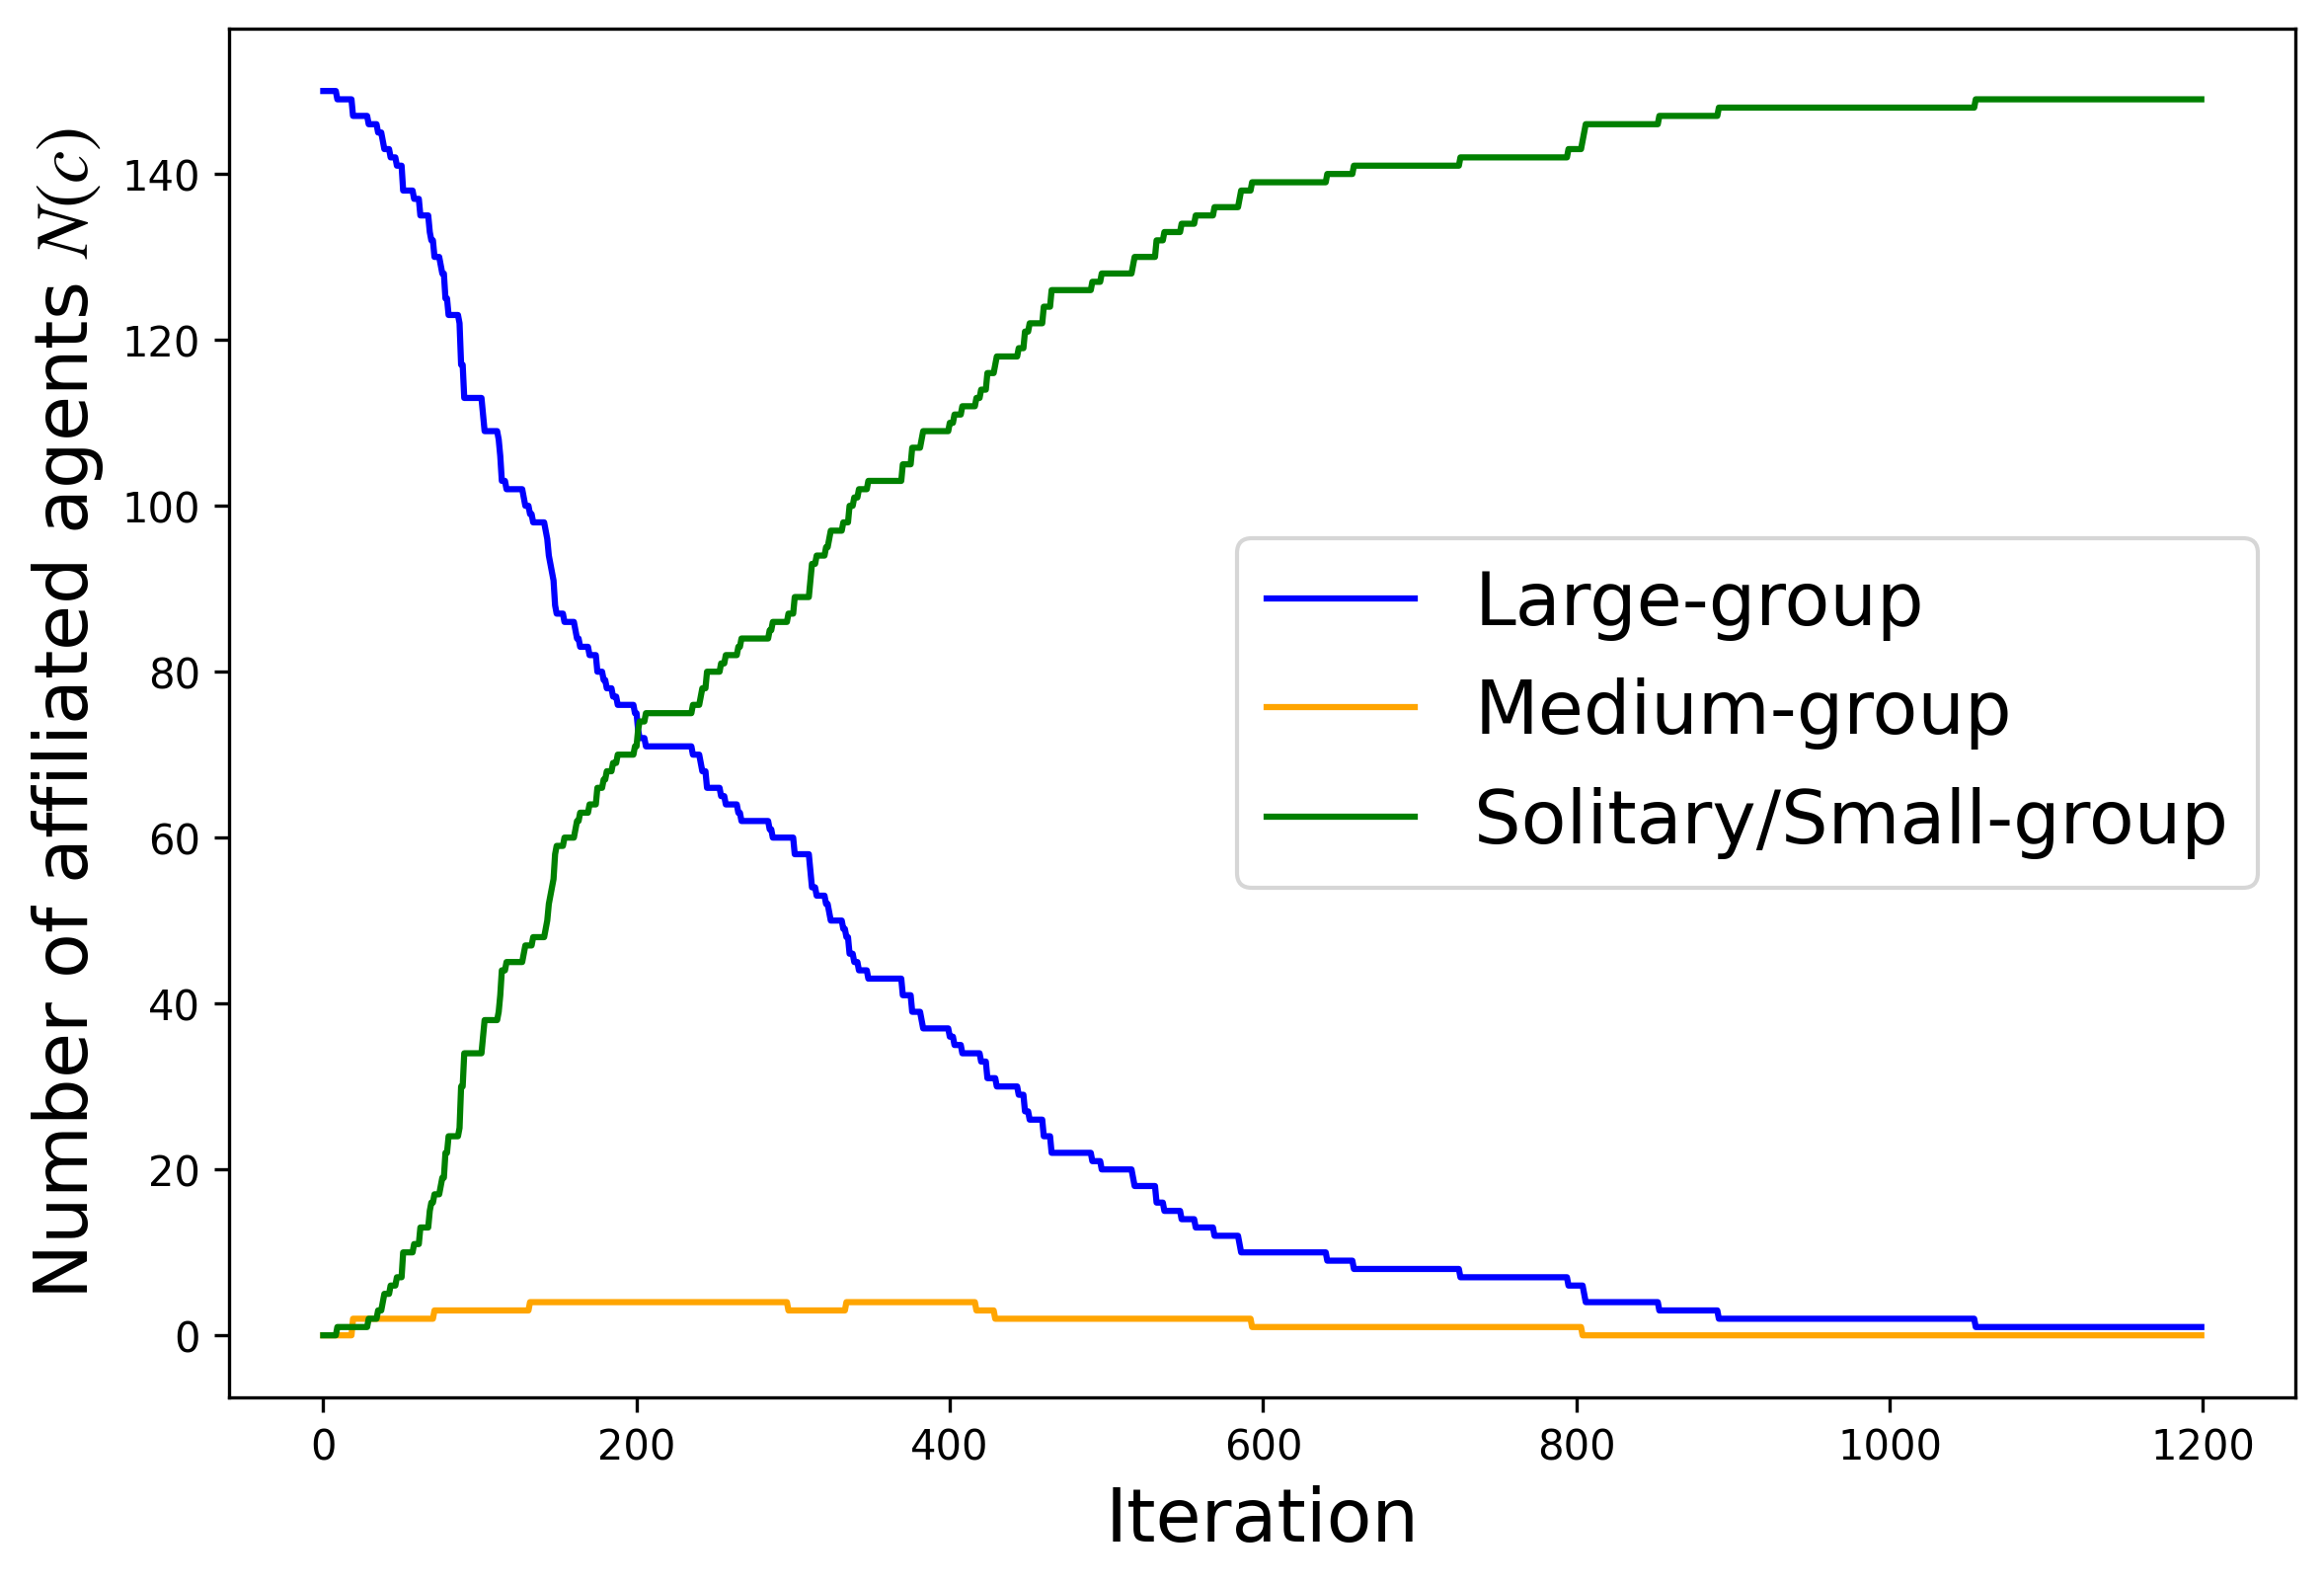 Number of affiliated agents N(c)
140
120
100
80
60
40
20
0
Large-group
Medium-group
Solitary/Small-group
0 200 400 600 800 1000 1200
Iteration